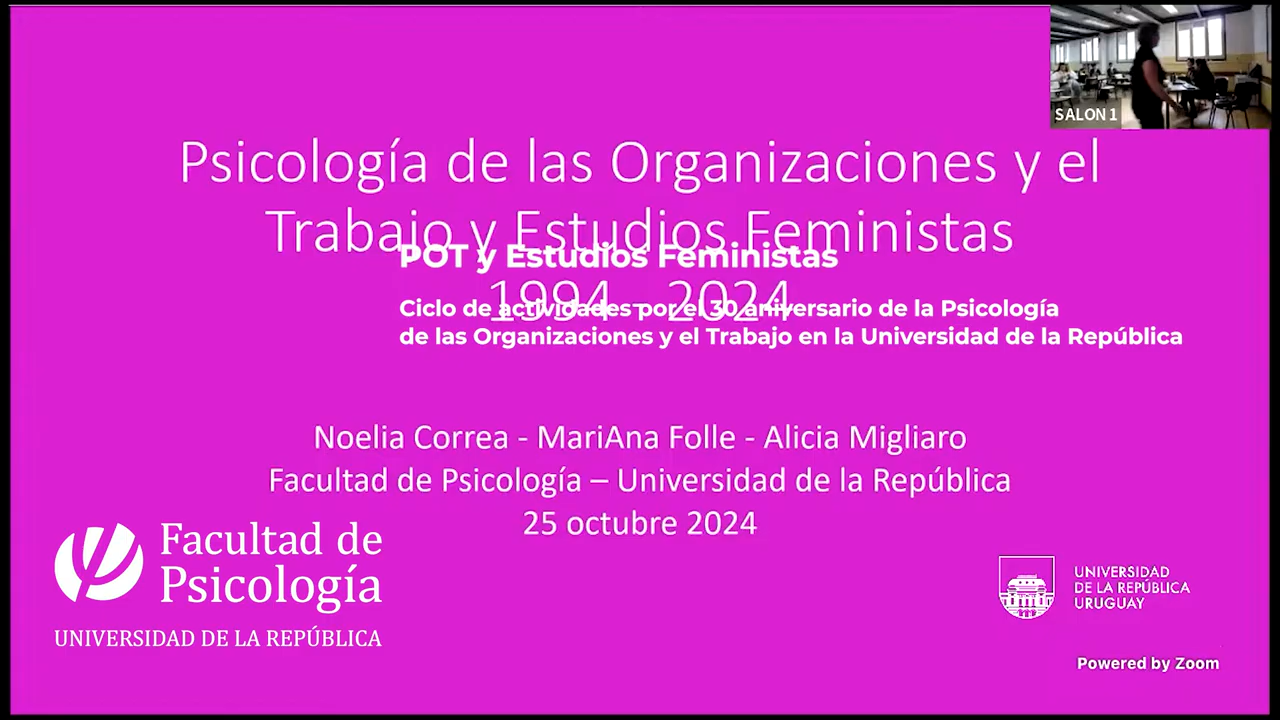 SALON 1
Psicología de las Organizaciones y el
Trabajo y Estudios Feministas
1994 - 2024
POT y Estudios Feministas
Ciclo de actividades por el 30 aniversario de la Psicología
de las Organizaciones y el Trabajo en la Universidad de la República
Noelia Correa - MariAna Folle - Alicia Migliaro
Facultad de Psicología – Universidad de la República
25 octubre 2024
Facultad de
Psicología
UNIVERSIDAD DE LA REPÚBLICA
UNIVERSIDAD
DE LA REPÚBLICA
URUGUAY
Powered by Zoom